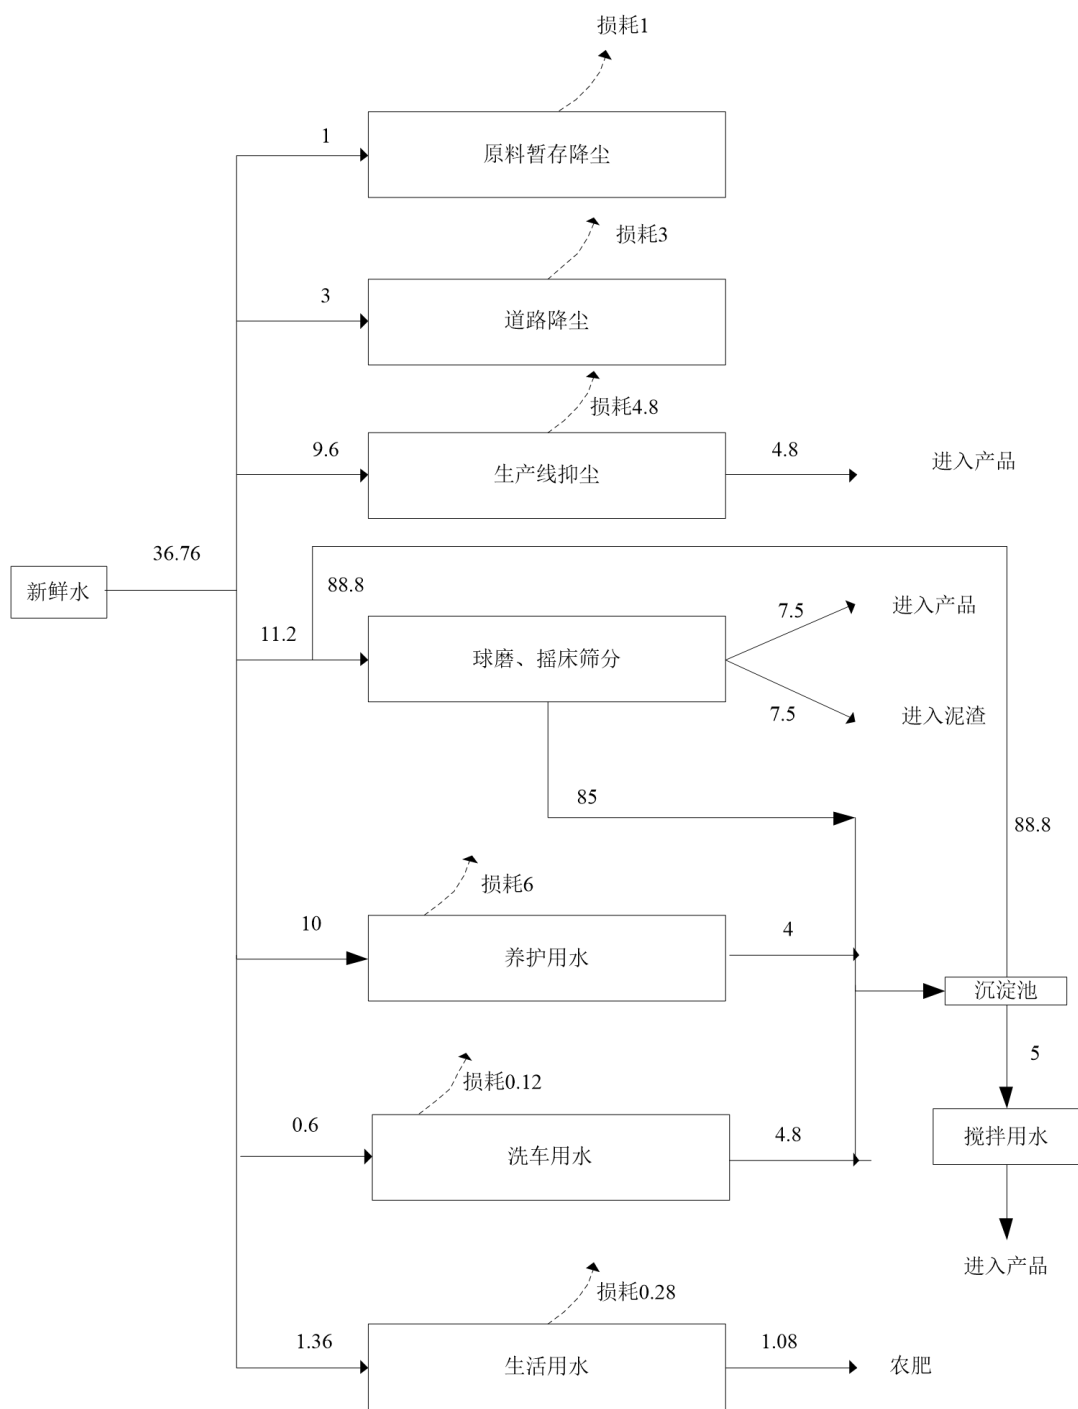 损耗1
1
原料暂存降尘
损耗3
3
道路降尘
损耗4.8
9.6
生产线抑尘
4.8
进入产品
36.76
新鲜水
88.8
11.2
球磨、摇床筛分
7.5
进入产品
7.5
进入泥渣
85
88.8
损耗6
10
养护用水
4
沉淀池
5
损耗0.12
0.6
洗车用水
4.8
搅拌用水
进入产品
损耗0.28
1.36
生活用水
1.08
农肥